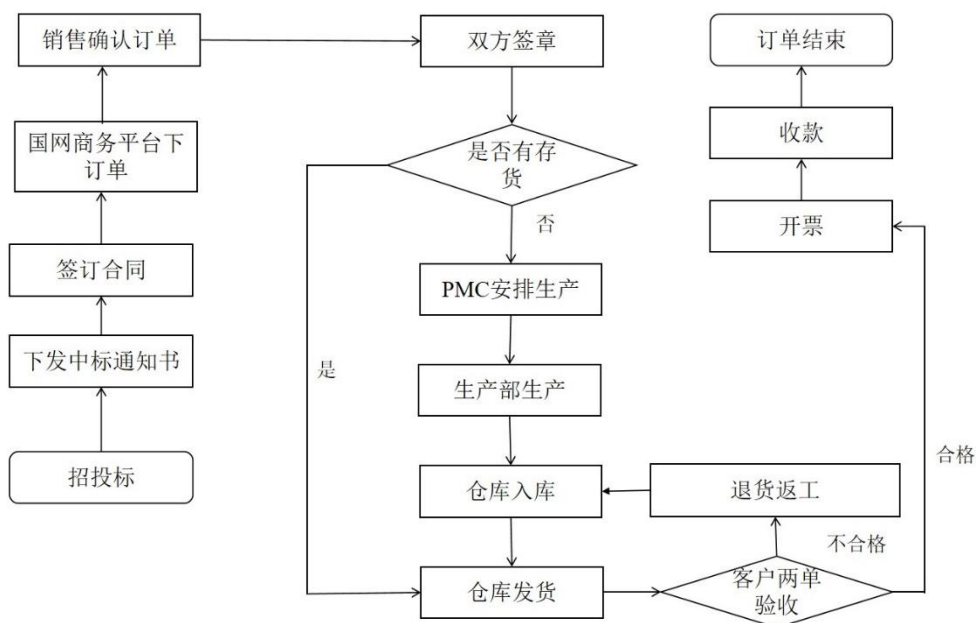 销售确认订单
双方签章
订单结束
国网商务平台下
订单
是否有存
货
收款
否
开票
签订合同
PMC安排生产
下发中标通知书
是
生产部生产
招投标
合格
仓库入库
退货返工
不合格
仓库发货
客户两单
验收